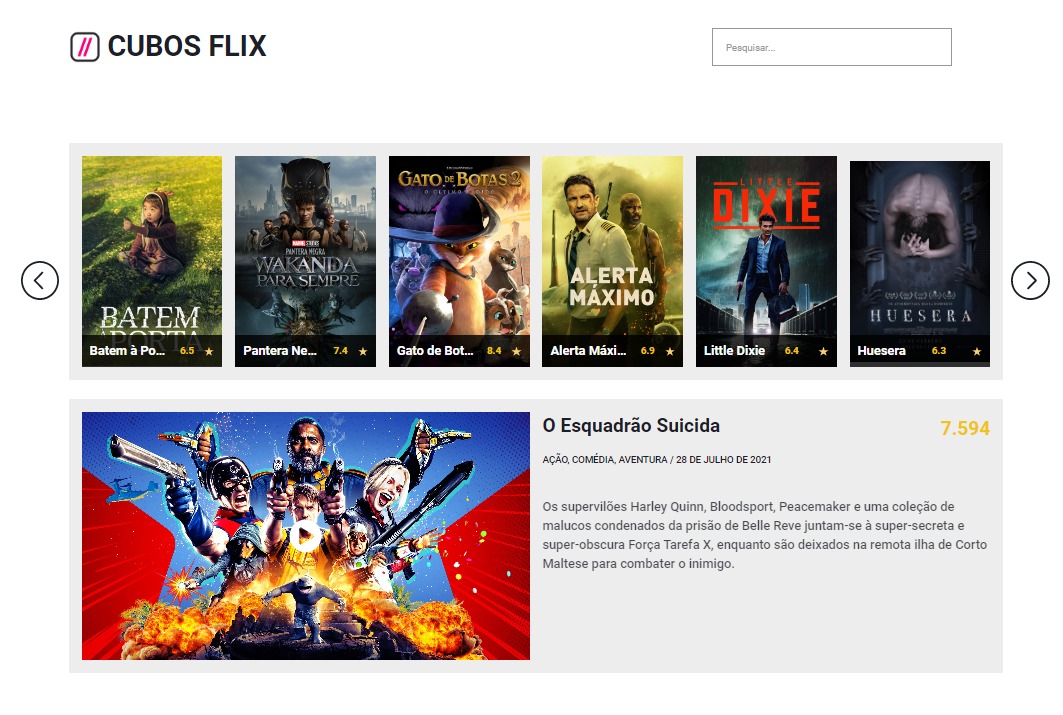 CUBOS FLIX
Pesquisar...
BATEM
PORTA
Batem à Po...
6.5 ★
MARVEL STUDIOS
PANTERA NEGRA
WAKANDA
PARA SEMPRE
Pantera Ne...
7.4 ★
GATO DE BOTAS 2
O ÚLTIMO PEDIDO
Gato de Bot...
8.4 ★
ALERTA
MÁXIMO
Alerta Máxi...
6.9 ★
LITTLE
DIXIE
Little Dixie
6.4 ★
HUESERA
Huesera
6.3 ★
O Esquadrão Suicida
7.594
AÇÃO, COMÉDIA, AVENTURA / 28 DE JULHO DE 2021
Os supervilões Harley Quinn, Bloodsport, Peacemaker e uma coleção de
malucos condenados da prisão de Belle Reve juntam-se à super-secreta e
super-obscura Força Tarefa X, enquanto são deixados na remota ilha de Corto
Maltese para combater o inimigo.